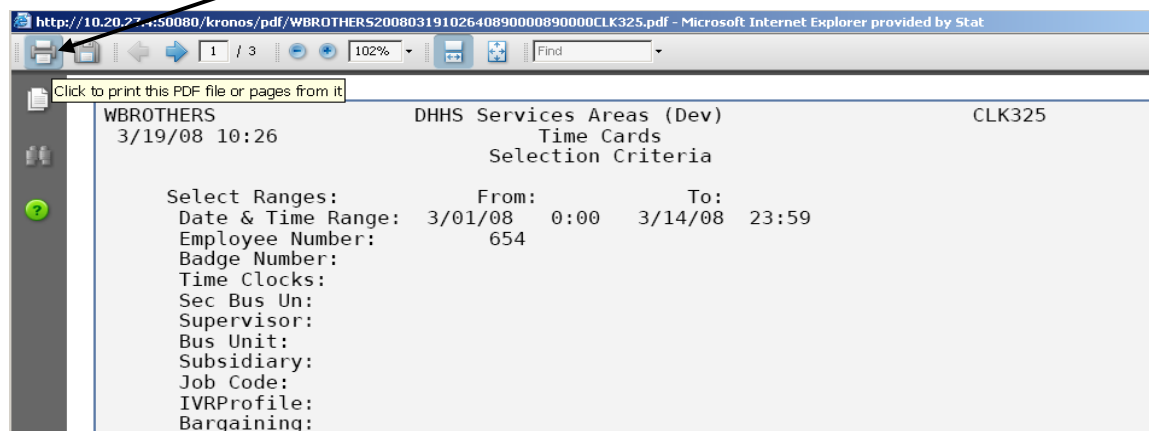 http://10.20.27.4:50080/kronos/pdf/WBROTHERS20080319102640890000890000CLK325.pdf - Microsoft Internet Explorer provided by Stat
1 / 3 102% Find
Click to print this PDF file or pages from it
WBROTHERS DHHS Services Areas (Dev) CLK325
3/19/08 10:26 Time Cards
Selection Criteria
Select Ranges: From: To:
Date & Time Range: 3/01/08 0:00 3/14/08 23:59
Employee Number: 654
Badge Number:
Time Clocks:
Sec Bus Un:
Supervisor:
Bus Unit:
Subsidiary:
Job Code:
IVRProfile:
Bargaining: